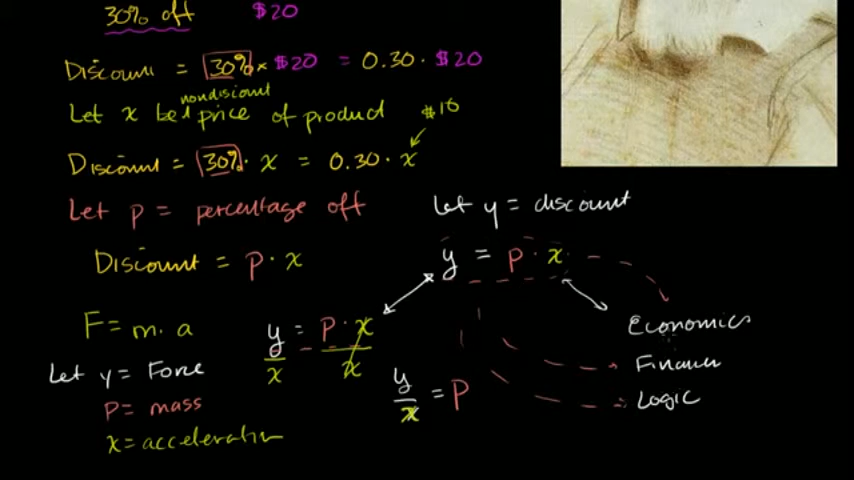 30% off $20
Discount = 30% × $20 = 0.30 · $20
nondiscount
Let x be price of product $10
Discount = 30% · x = 0.30 · x
Let p = percentage off
Let y = discount
Discount = p · x
y = p · x
F = m · a
y/x = p · x/x
Economics
Let y = Force
Finance
y/x = p
p = mass
Logic
x = acceleration